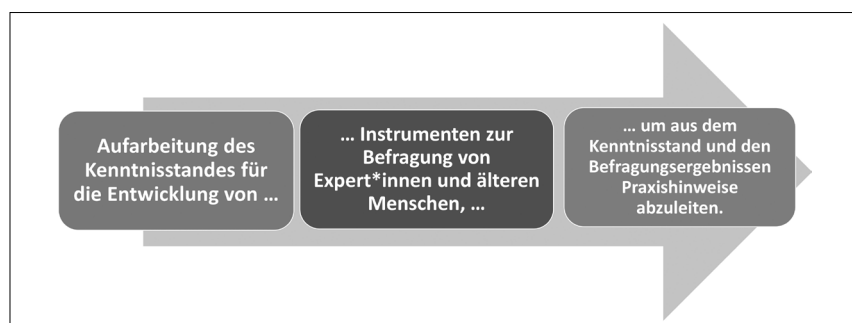 Aufarbeitung des
Kenntnisstandes für
die Entwicklung von …
… Instrumenten zur
Befragung von
Expert*innen und älteren
Menschen, …
… um aus dem
Kenntnisstand und den
Befragungsergebnissen
Praxishinweise
abzuleiten.